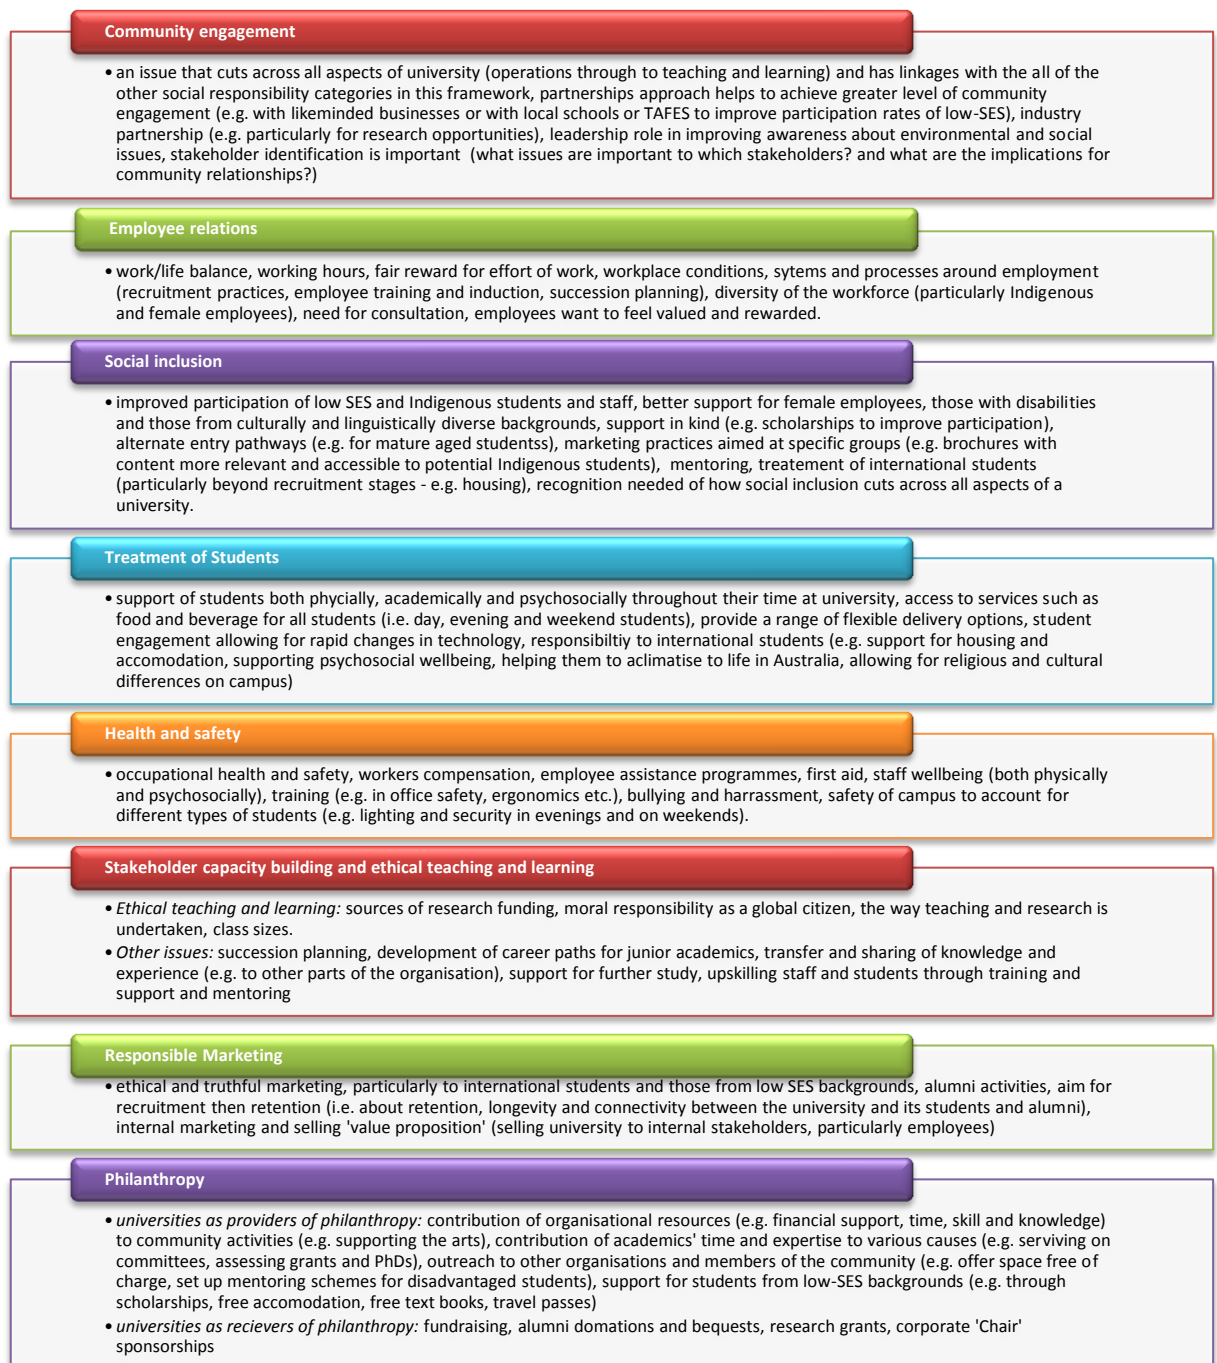 Community engagement
• an issue that cuts across all aspects of university (operations through to teaching and learning) and has linkages with the all of the
other social responsibility categories in this framework, partnerships approach helps to achieve greater level of community
engagement (e.g. with likeminded businesses or with local schools or TAFES to improve participation rates of low-SES), industry
partnership (e.g. particularly for research opportunities), leadership role in improving awareness about environmental and social
issues, stakeholder identification is important (what issues are important to which stakeholders? and what are the implications for
community relationships?)
Employee relations
• work/life balance, working hours, fair reward for effort of work, workplace conditions, sytems and processes around employment
(recruitment practices, employee training and induction, succession planning), diversity of the workforce (particularly Indigenous
and female employees), need for consultation, employees want to feel valued and rewarded.
Social inclusion
• improved participation of low SES and Indigenous students and staff, better support for female employees, those with disabilities
and those from culturally and linguistically diverse backgrounds, support in kind (e.g. scholarships to improve participation),
alternate entry pathways (e.g. for mature aged studentss), marketing practices aimed at specific groups (e.g. brochures with
content more relevant and accessible to potential Indigenous students), mentoring, treatement of international students
(particularly beyond recruitment stages - e.g. housing), recognition needed of how social inclusion cuts across all aspects of a
university.
Treatment of Students
• support of students both phycially, academically and psychosocially throughout their time at university, access to services such as
food and beverage for all students (i.e. day, evening and weekend students), provide a range of flexible delivery options, student
engagement allowing for rapid changes in technology, responsibiltiy to international students (e.g. support for housing and
accomodation, supporting psychosocial wellbeing, helping them to aclimatise to life in Australia, allowing for religious and cultural
differences on campus)
Health and safety
• occupational health and safety, workers compensation, employee assistance programmes, first aid, staff wellbeing (both physically
and psychosocially), training (e.g. in office safety, ergonomics etc.), bullying and harrassment, safety of campus to account for
different types of students (e.g. lighting and security in evenings and on weekends).
Stakeholder capacity building and ethical teaching and learning
• Ethical teaching and learning: sources of research funding, moral responsibility as a global citizen, the way teaching and research is
undertaken, class sizes.
• Other issues: succession planning, development of career paths for junior academics, transfer and sharing of knowledge and
experience (e.g. to other parts of the organisation), support for further study, upskilling staff and students through training and
support and mentoring
Responsible Marketing
• ethical and truthful marketing, particularly to international students and those from low SES backgrounds, alumni activities, aim for
recruitment then retention (i.e. about retention, longevity and connectivity between the university and its students and alumni),
internal marketing and selling 'value proposition' (selling university to internal stakeholders, particularly employees)
Philanthropy
• universities as providers of philanthropy: contribution of organisational resources (e.g. financial support, time, skill and knowledge)
to community activities (e.g. supporting the arts), contribution of academics' time and expertise to various causes (e.g. serviving on
committees, assessing grants and PhDs), outreach to other organisations and members of the community (e.g. offer space free of
charge, set up mentoring schemes for disadvantaged students), support for students from low-SES backgrounds (e.g. through
scholarships, free accomodation, free text books, travel passes)
• universities as recievers of philanthropy: fundraising, alumni domations and bequests, research grants, corporate 'Chair'
sponsorships